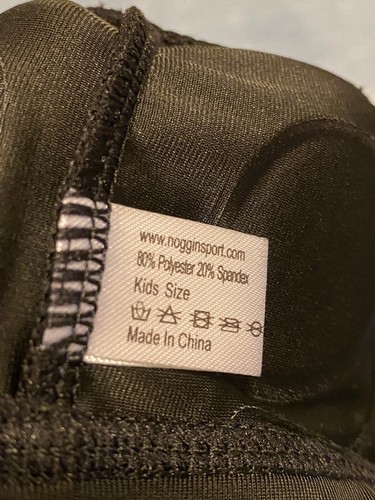 www.nogginsport.com
80% Polyester 20% Spandex
Kids Size
Made In China